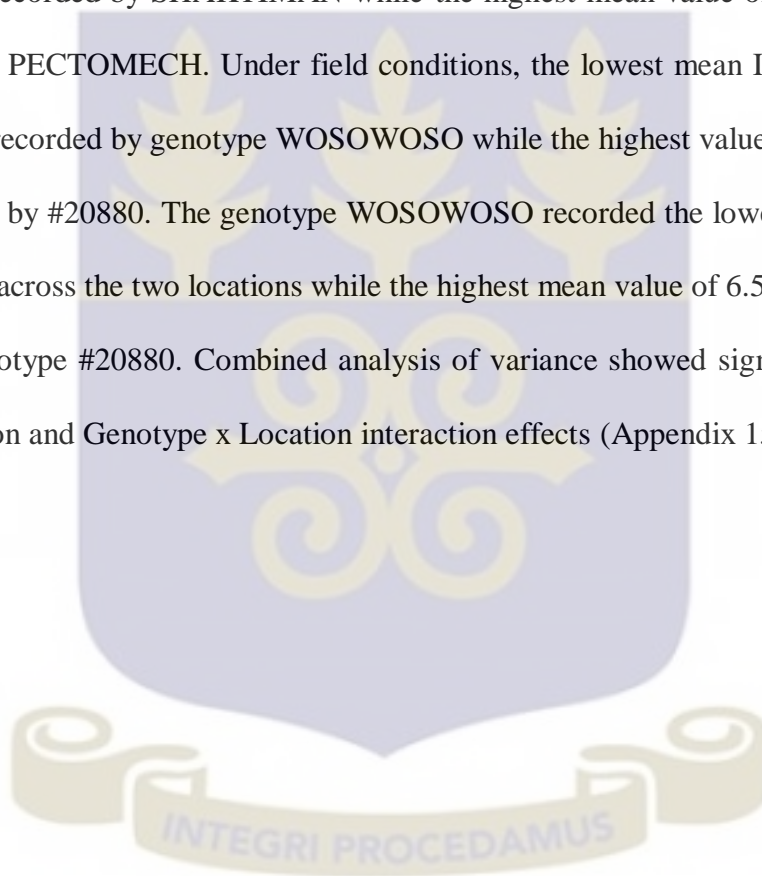 recorded by SHAKTIMAN while the highest mean value o
PECTOMECH. Under field conditions, the lowest mean
recorded by genotype WOSOWOSO while the highest value
by #20880. The genotype WOSOWOSO recorded the lowe
across the two locations while the highest mean value of 6.5
otype #20880. Combined analysis of variance showed sign
on and Genotype x Location interaction effects (Appendix 1
INTEGRI PROCEDAMUS